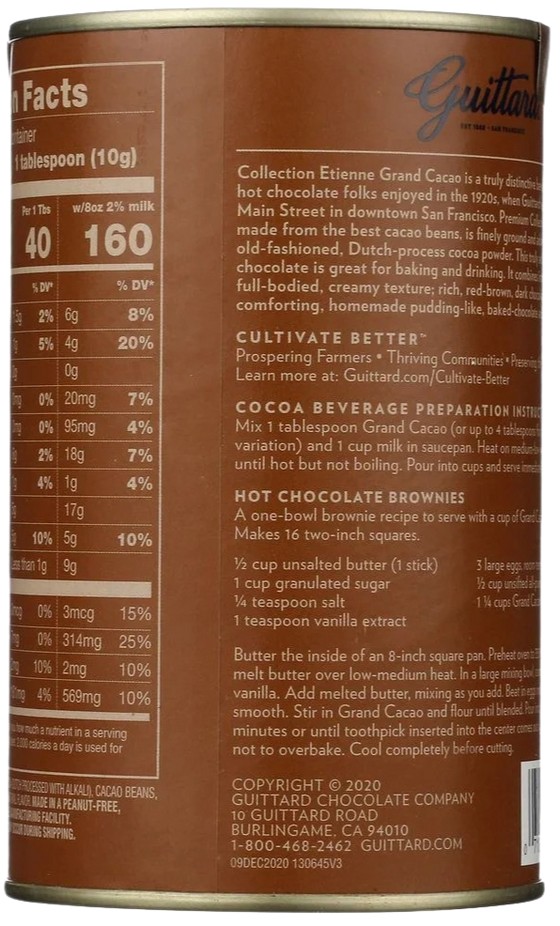 n Facts
ontainer
1 tablespoon (10g)
Per 1 Tbs w/8oz 2% milk
40 160
% DV* % DV*
2% 6g 8%
5% 4g 20%
0g
0% 20mg 7%
0% 95mg 4%
2% 18g 7%
4% 1g 4%
17g
10% 5g 10%
Less than 1g 9g
0% 3mcg 15%
0% 314mg 25%
10% 2mg 10%
4% 569mg 10%
how much a nutrient in a serving
2,000 calories a day is used for
PROCESSED WITH ALKALI), CACAO BEANS,
FLAVOR. MADE IN A PEANUT-FREE,
FACILITY.
OCCUR DURING SHIPPING.
Guittard
EST 1868 • SAN FRANCISCO
Collection Etienne Grand Cacao is a truly distinctive
hot chocolate folks enjoyed in the 1920s, when Guittard
Main Street in downtown San Francisco. Premium
made from the best cacao beans, is finely ground and
old-fashioned, Dutch-process cocoa powder. This
chocolate is great for baking and drinking. It combines
full-bodied, creamy texture; rich, red-brown, dark
comforting, homemade pudding-like, baked-chocolate
CULTIVATE BETTER™
Prospering Farmers • Thriving Communities • Preserving
Learn more at: Guittard.com/Cultivate-Better
COCOA BEVERAGE PREPARATION INSTRUC
Mix 1 tablespoon Grand Cacao (or up to 4 tablespoons
variation) and 1 cup milk in saucepan. Heat on medium-
until hot but not boiling. Pour into cups and serve
HOT CHOCOLATE BROWNIES
A one-bowl brownie recipe to serve with a cup of Grand
Makes 16 two-inch squares.
½ cup unsalted butter (1 stick) 3 large eggs, room
1 cup granulated sugar ½ cup unsifted
¼ teaspoon salt 1 ¼ cups Grand
1 teaspoon vanilla extract
Butter the inside of an 8-inch square pan. Preheat oven
melt butter over low-medium heat. In a large mixing
vanilla. Add melted butter, mixing as you add. Beat in
smooth. Stir in Grand Cacao and flour until blended. Pour
minutes or until toothpick inserted into the center comes
not to overbake. Cool completely before cutting.
COPYRIGHT © 2020
GUITTARD CHOCOLATE COMPANY
10 GUITTARD ROAD
BURLINGAME, CA 94010
1-800-468-2462 GUITTARD.COM
09DEC2020 130645V3
0